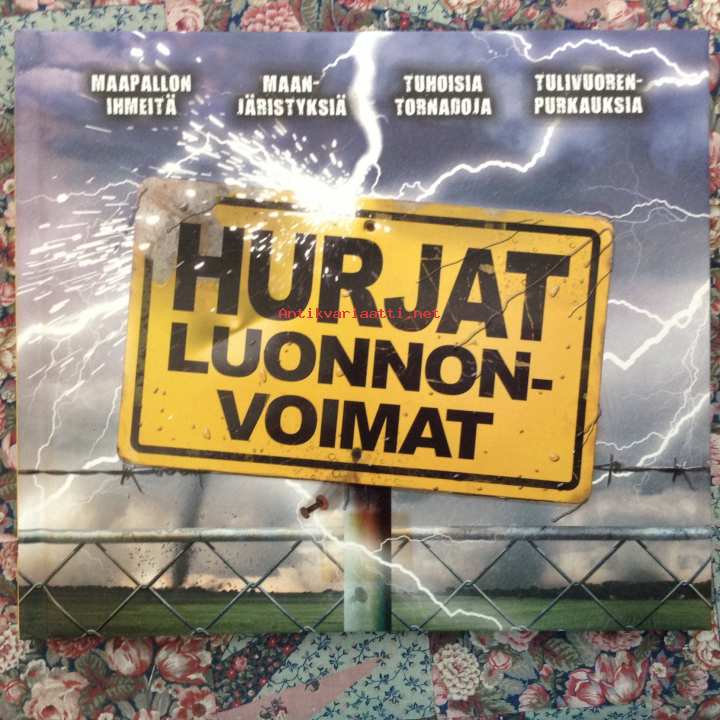 MAAPALLON
IHMEITÄ
MAAN-
JÄRISTYKSIÄ
TUHOISIA
TORNADOJA
TULIVUOREN-
PURKAUKSIA
HURJAT
Antikvariaatti.net
LUONNON-
VOIMAT